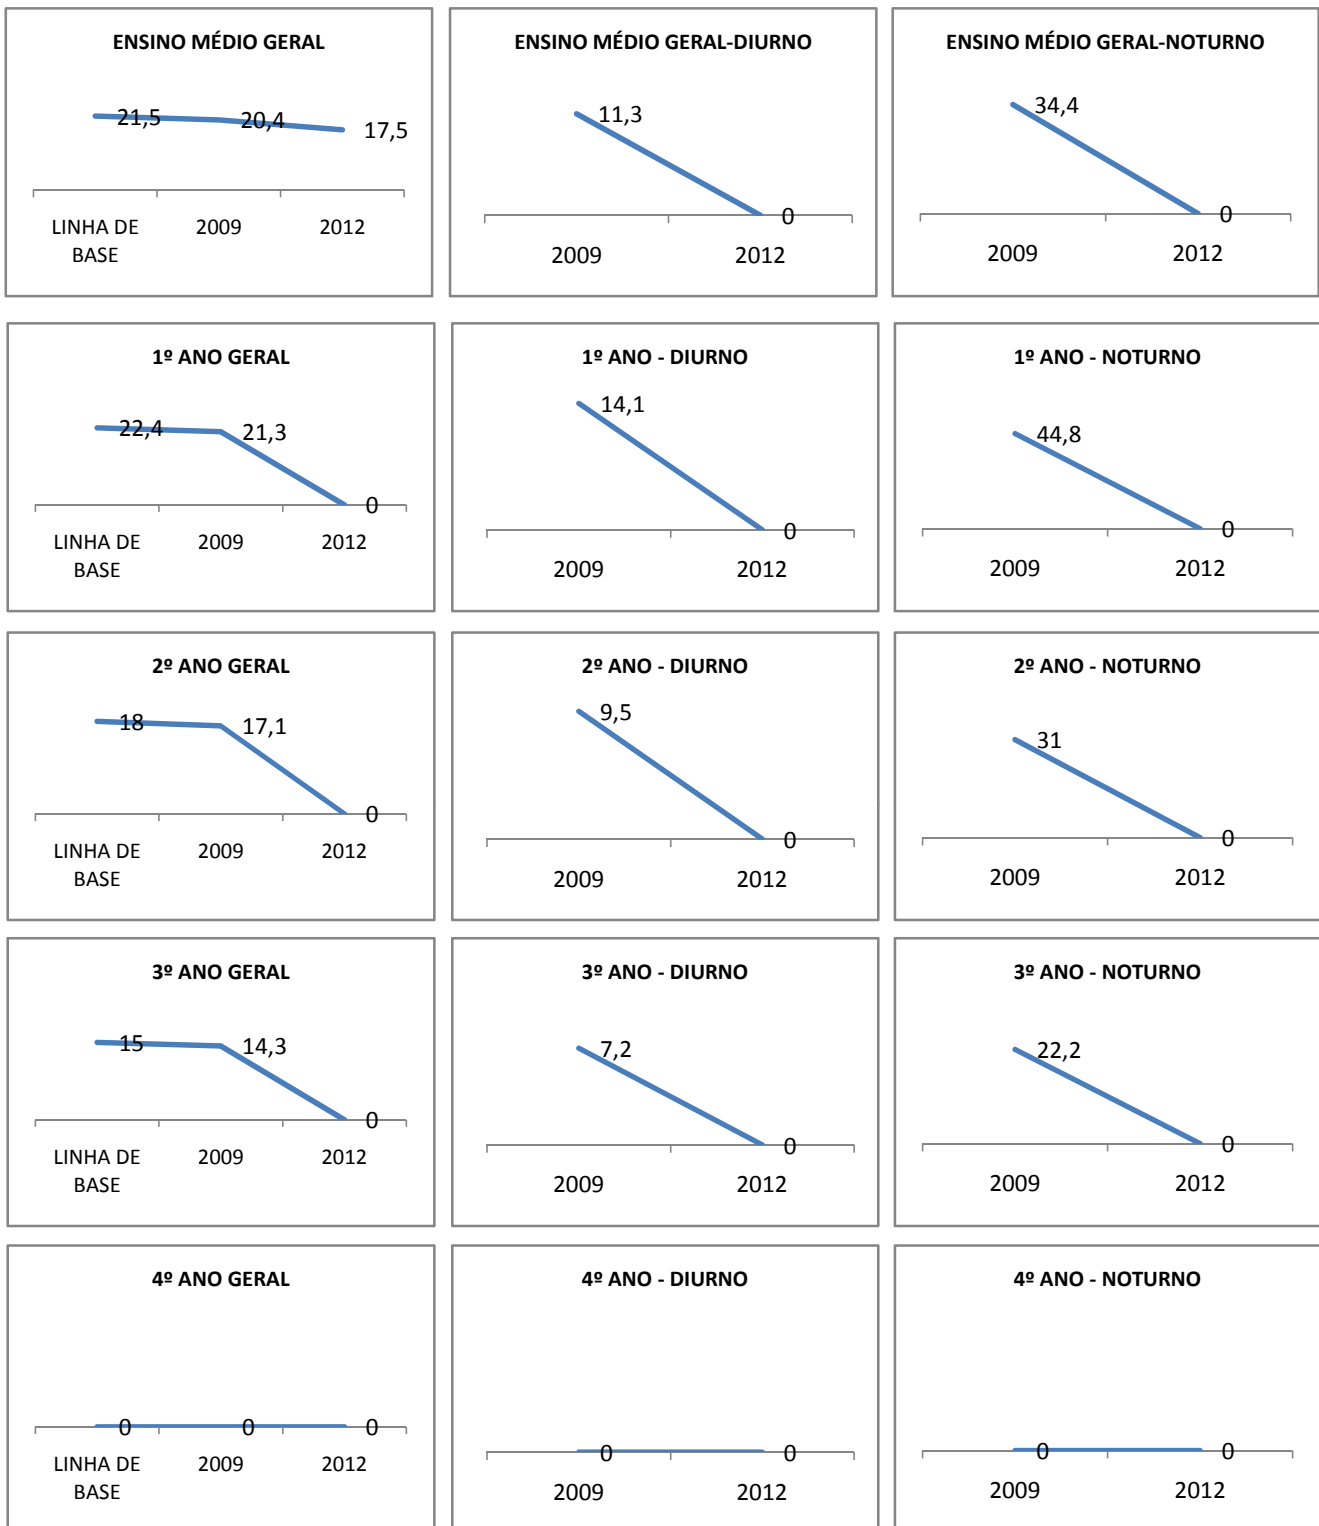 ENSINO MÉDIO GERAL
21,5
20,4
17,5
LINHA DE
BASE
2009
2012
ENSINO MÉDIO GERAL-DIURNO
11,3
0
2009
2012
ENSINO MÉDIO GERAL-NOTURNO
34,4
0
2009
2012
1º ANO GERAL
22,4
21,3
0
LINHA DE
BASE
2009
2012
1º ANO - DIURNO
14,1
0
2009
2012
1º ANO - NOTURNO
44,8
0
2009
2012
2º ANO GERAL
18
17,1
0
LINHA DE
BASE
2009
2012
2º ANO - DIURNO
9,5
0
2009
2012
2º ANO - NOTURNO
31
0
2009
2012
3º ANO GERAL
15
14,3
0
LINHA DE
BASE
2009
2012
3º ANO - DIURNO
7,2
0
2009
2012
3º ANO - NOTURNO
22,2
0
2009
2012
4º ANO GERAL
0
0
0
LINHA DE
BASE
2009
2012
4º ANO - DIURNO
0
0
2009
2012
4º ANO - NOTURNO
0
0
2009
2012